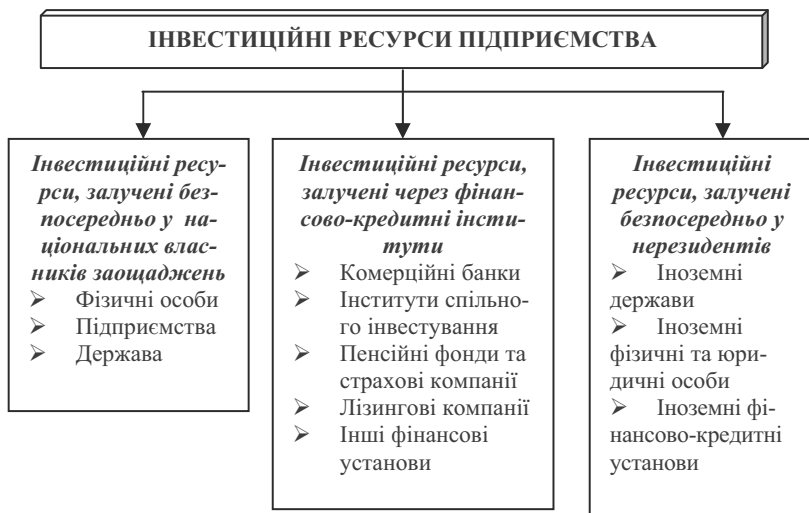 ІНВЕСТИЦІЙНІ РЕСУРСИ ПІДПРИЄМСТВА
Інвестиційні ресу-
рси, залучені без-
посередньо у на-
ціональних влас-
ників заощаджень
➢ Фізичні особи
➢ Підприємства
➢ Держава
Інвестиційні ресурси,
залучені через фінан-
сово-кредитні інсти-
тути
➢ Комерційні банки
➢ Інститути спільно-
го інвестування
➢ Пенсійні фонди та
страхові компанії
➢ Лізингові компанії
➢ Інші фінансові
установи
Інвестиційні
ресурси, залучені
безпосередньо у
нерезидентів
➢ Іноземні
держави
➢ Іноземні
фізичні та юри-
дичні особи
➢ Іноземні фі-
нансово-кредитні
установи